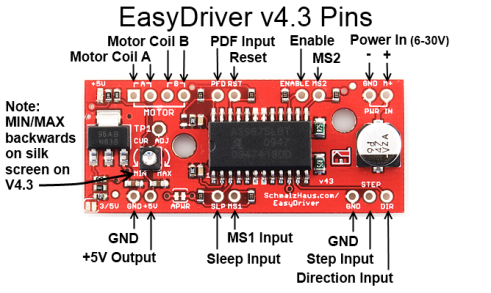 EasyDriver v4.3 Pins
Motor Coil B
Motor Coil A
PDF Input
Reset
Enable
MS2
Power In (6-30V)
- +
Note:
MIN/MAX
backwards
on silk
screen on
V4.3
+5V
A
B
PFD RST
ENABLE MS2
GND M+
MOTOR
PWR IN
TP1
CUR ADJ
MIN MAX
v43
STEP
SchmalzHaus.com/
EasyDriver
3/5V
GND +5V
APWR
SLP MS1
GND
DIR
GND
+5V Output
MS1 Input
Sleep Input
GND
Step Input
Direction Input